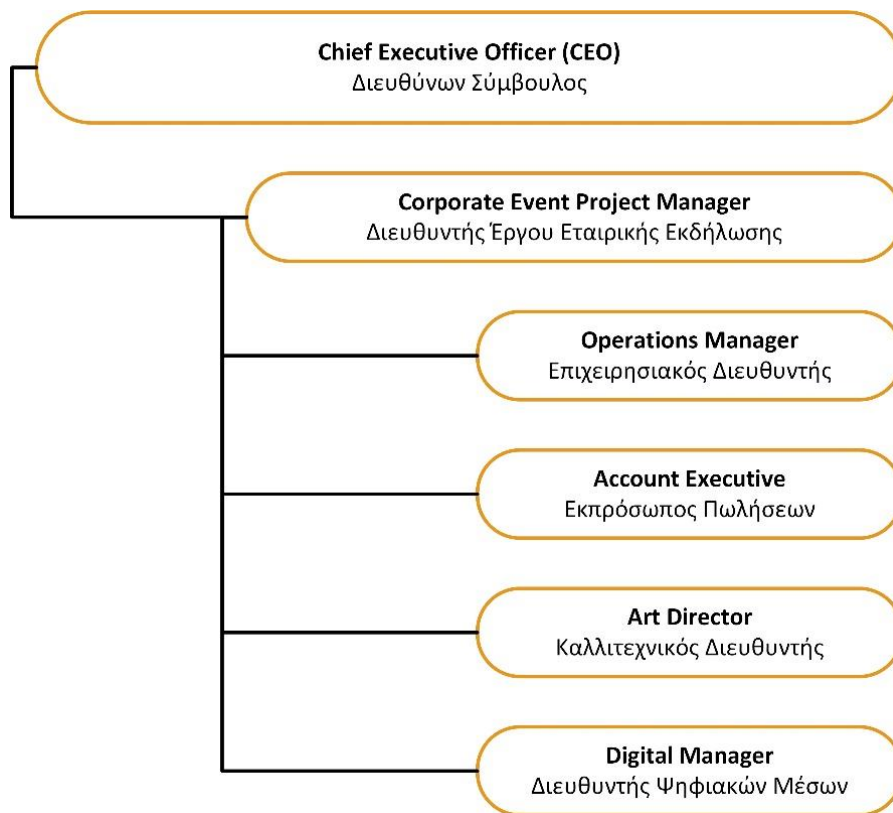 Chief Executive Officer (CEO)
Διευθύνων Σύμβουλος
Corporate Event Project Manager
Διευθυντής Έργου Εταιρικής Εκδήλωσης
Operations Manager
Επιχειρησιακός Διευθυντής
Account Executive
Εκπρόσωπος Πωλήσεων
Art Director
Καλλιτεχνικός Διευθυντής
Digital Manager
Διευθυντής Ψηφιακών Μέσων